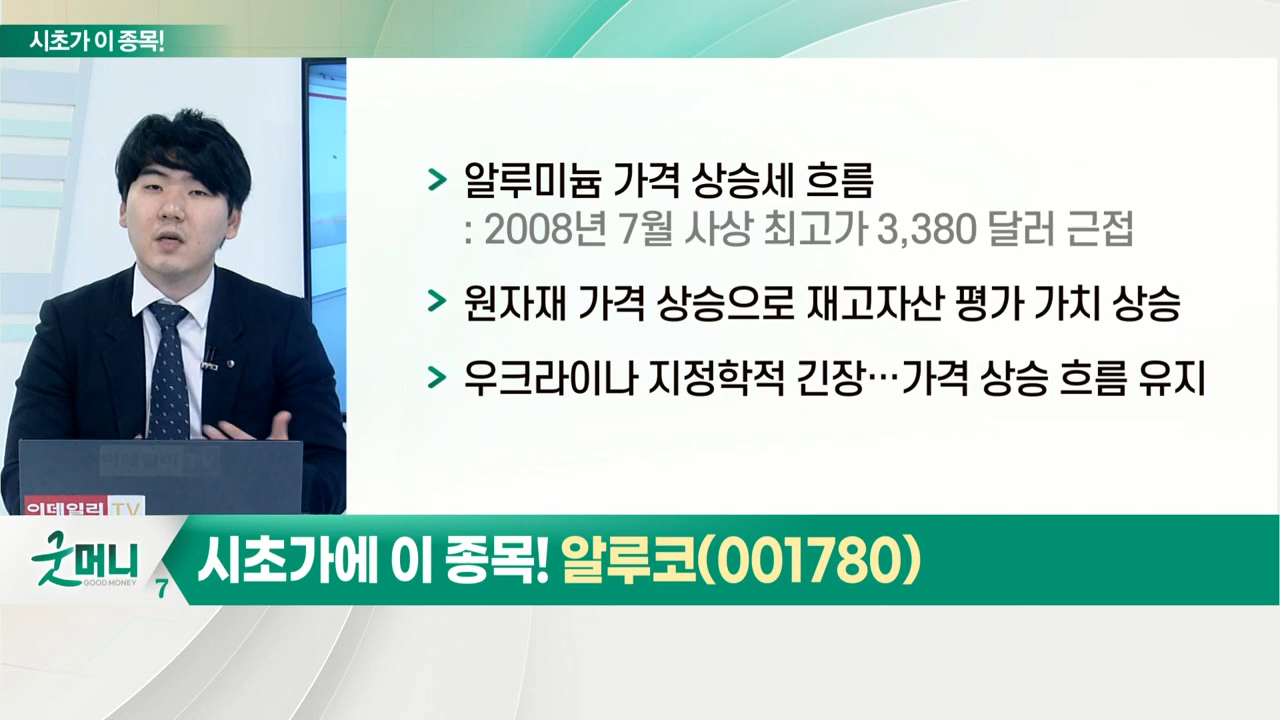 시초가 이 종목!
> 알루미늄 가격 상승세 흐름
: 2008년 7월 사상 최고가 3,380 달러 근접
> 원자재 가격 상승으로 재고자산 평가 가치 상승
> 우크라이나 지정학적 긴장…가격 상승 흐름 유지
이데일리 TV
굿머니
GOOD MONEY
7
시초가에 이 종목! 알루코(001780)